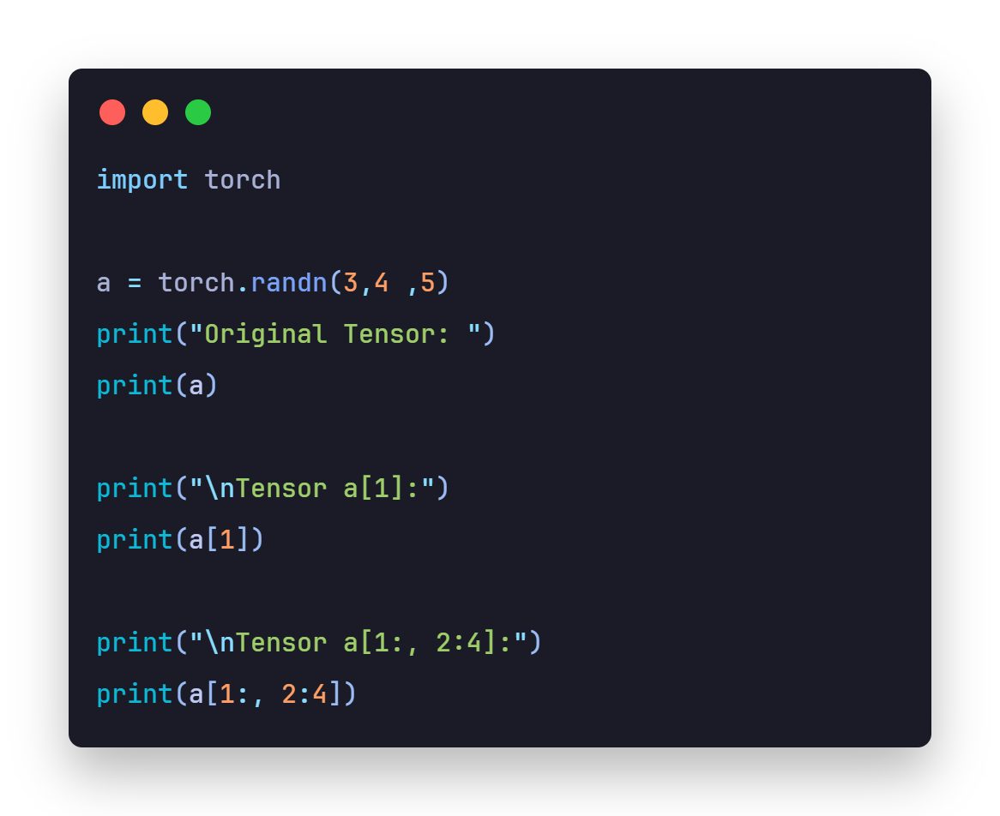 import torch
a = torch.randn(3,4 ,5)
print("Original Tensor: ")
print(a)
print("\nTensor a[1]:")
print(a[1])
print("\nTensor a[1:, 2:4]:")
print(a[1:, 2:4])